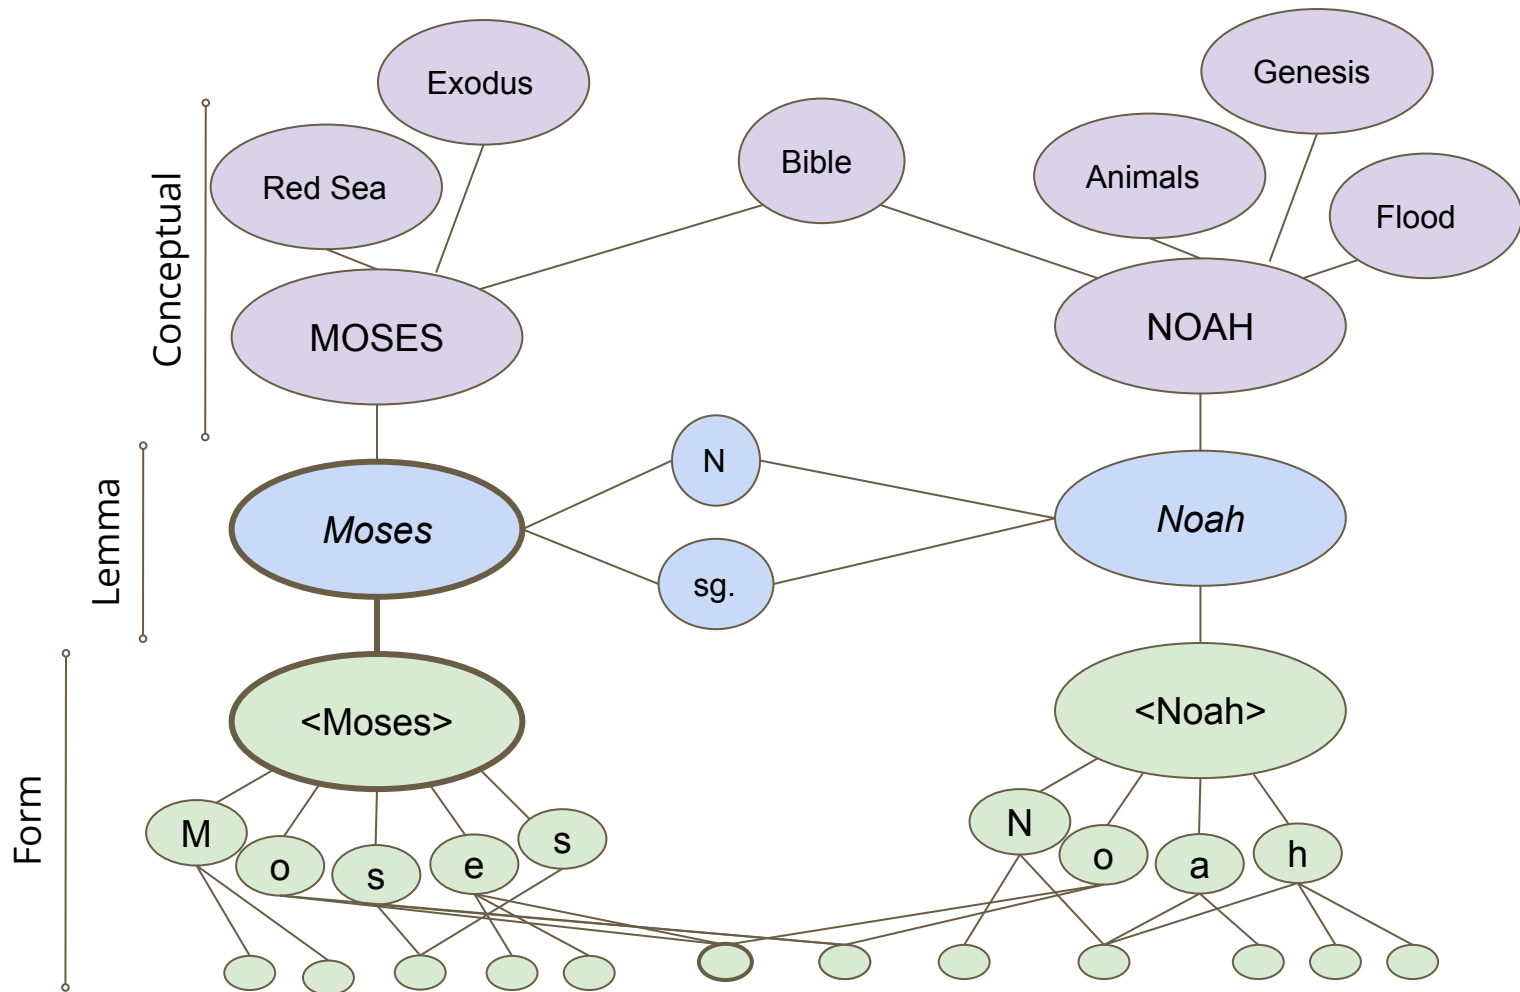 Conceptual
Exodus
Genesis
Red Sea
Bible
Animals
Flood
MOSES
NOAH
Lemma
Moses
N
sg.
Noah
Form
<Moses>
<Noah>
M
o
s
e
s
N
o
a
h